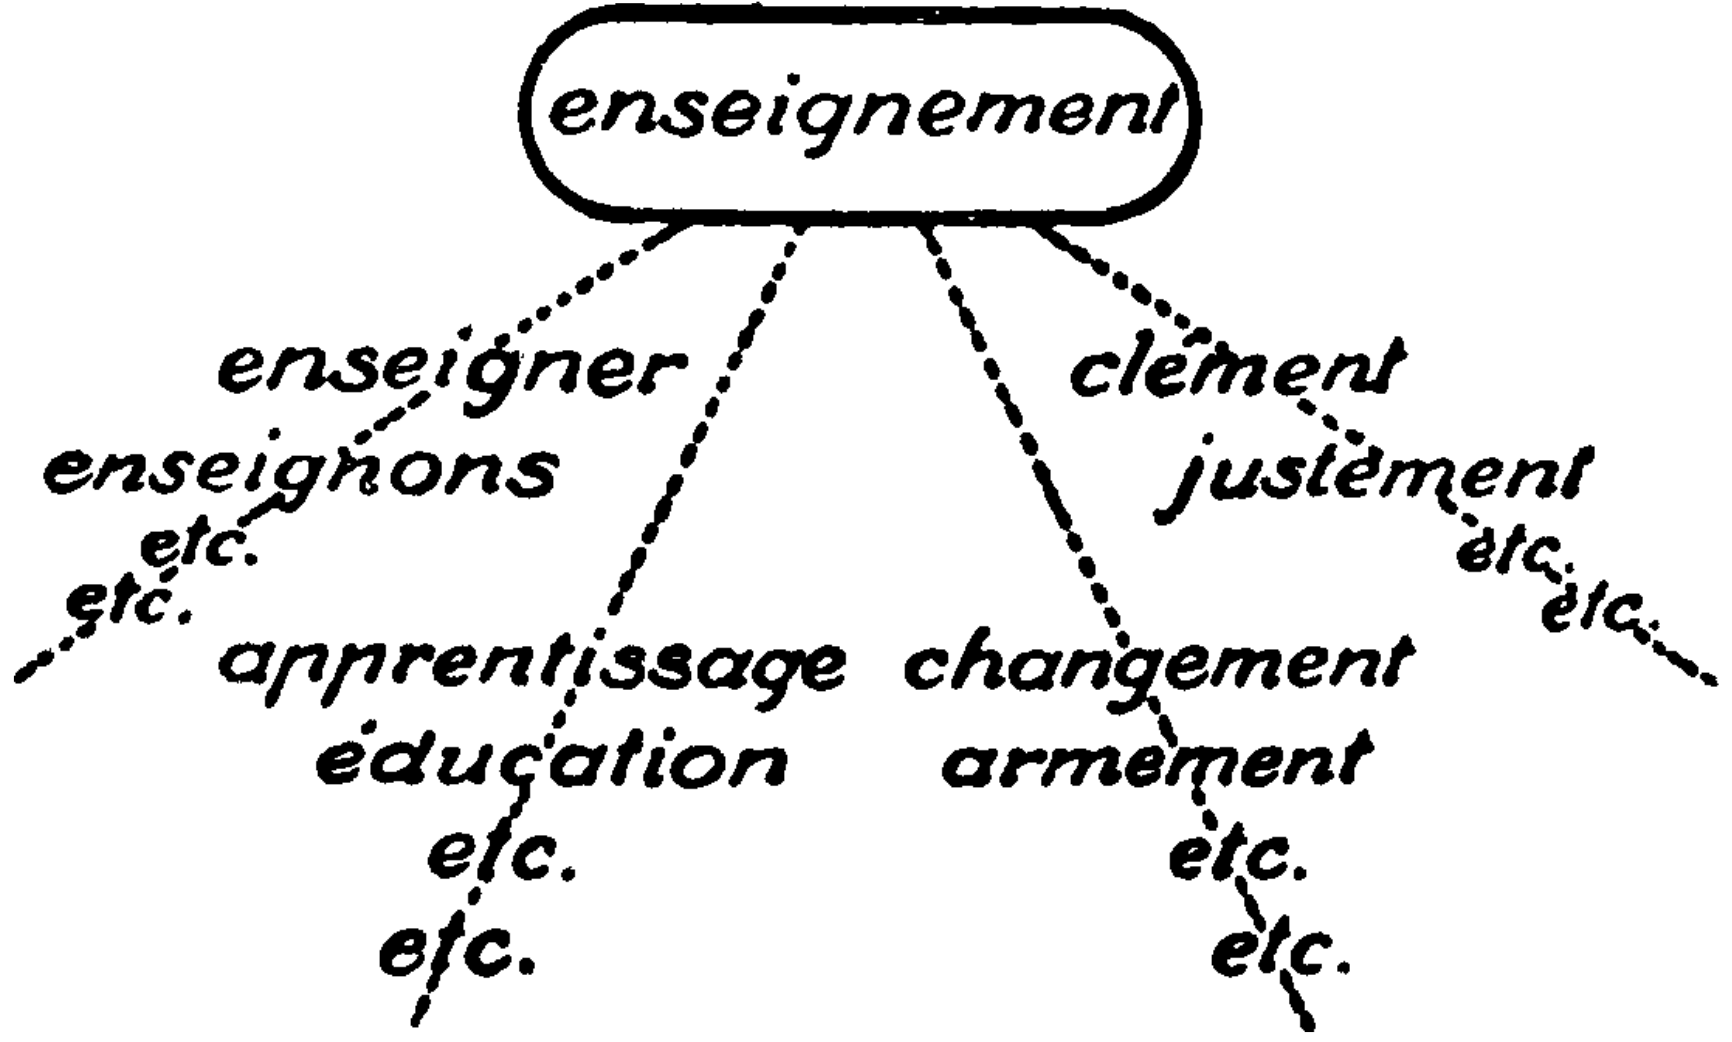 enseignement
enseigner
clément
enseignons
justement
etc.
etc.
etc.
etc.
apprentissage
changement
éducation
armement
etc.
etc.
etc.
etc.